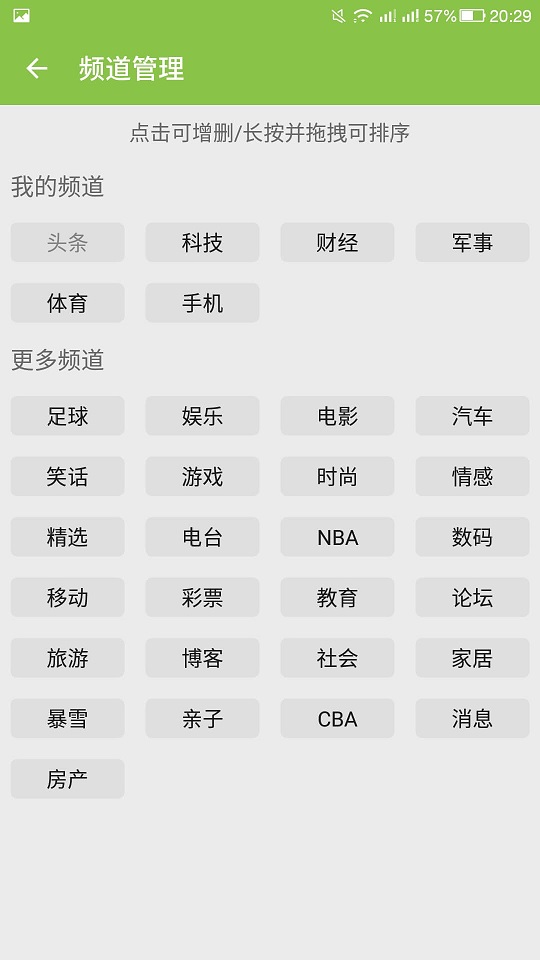 57% 20:29
频道管理
点击可增删/长按并拖拽可排序
我的频道
头条 科技 财经 军事
体育 手机
更多频道
足球 娱乐 电影 汽车
笑话 游戏 时尚 情感
精选 电台 NBA 数码
移动 彩票 教育 论坛
旅游 博客 社会 家居
暴雪 亲子 CBA 消息
房产